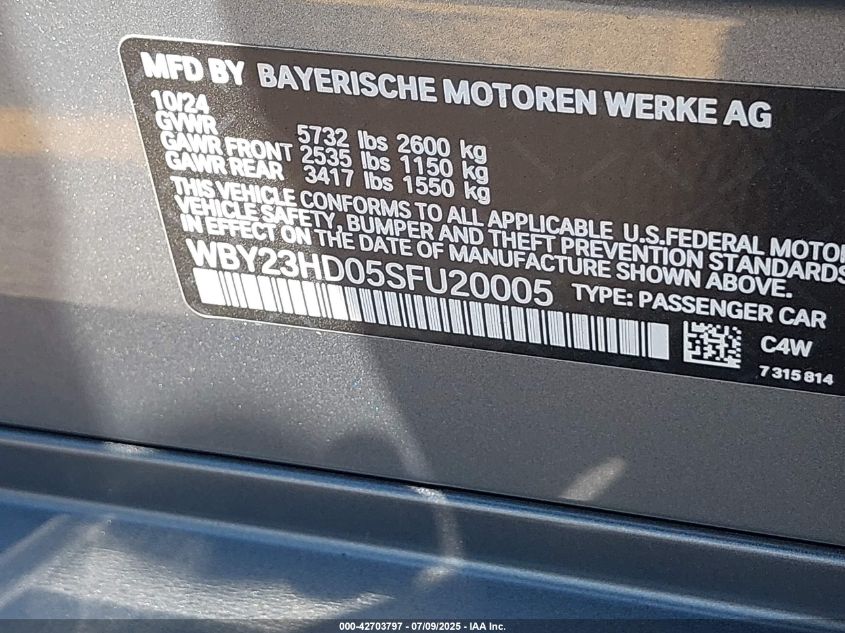 MFD BY BAYERISCHE MOTOREN WERKE AG
10/24
GVWR 5732 lbs 2600 kg
GAWR FRONT 2535 lbs 1150 kg
GAWR REAR 3417 lbs 1550 kg
THIS VEHICLE CONFORMS TO ALL APPLICABLE U.S.FEDERAL MOTOR
VEHICLE SAFETY, BUMPER AND THEFT PREVENTION STANDARDS
IN EFFECT ON THE DATE OF MANUFACTURE SHOWN ABOVE.
WBY23HD05SFU20005 TYPE: PASSENGER CAR
C4W
7 315 814
000-42703797 - 07/09/2025 - IAA Inc.